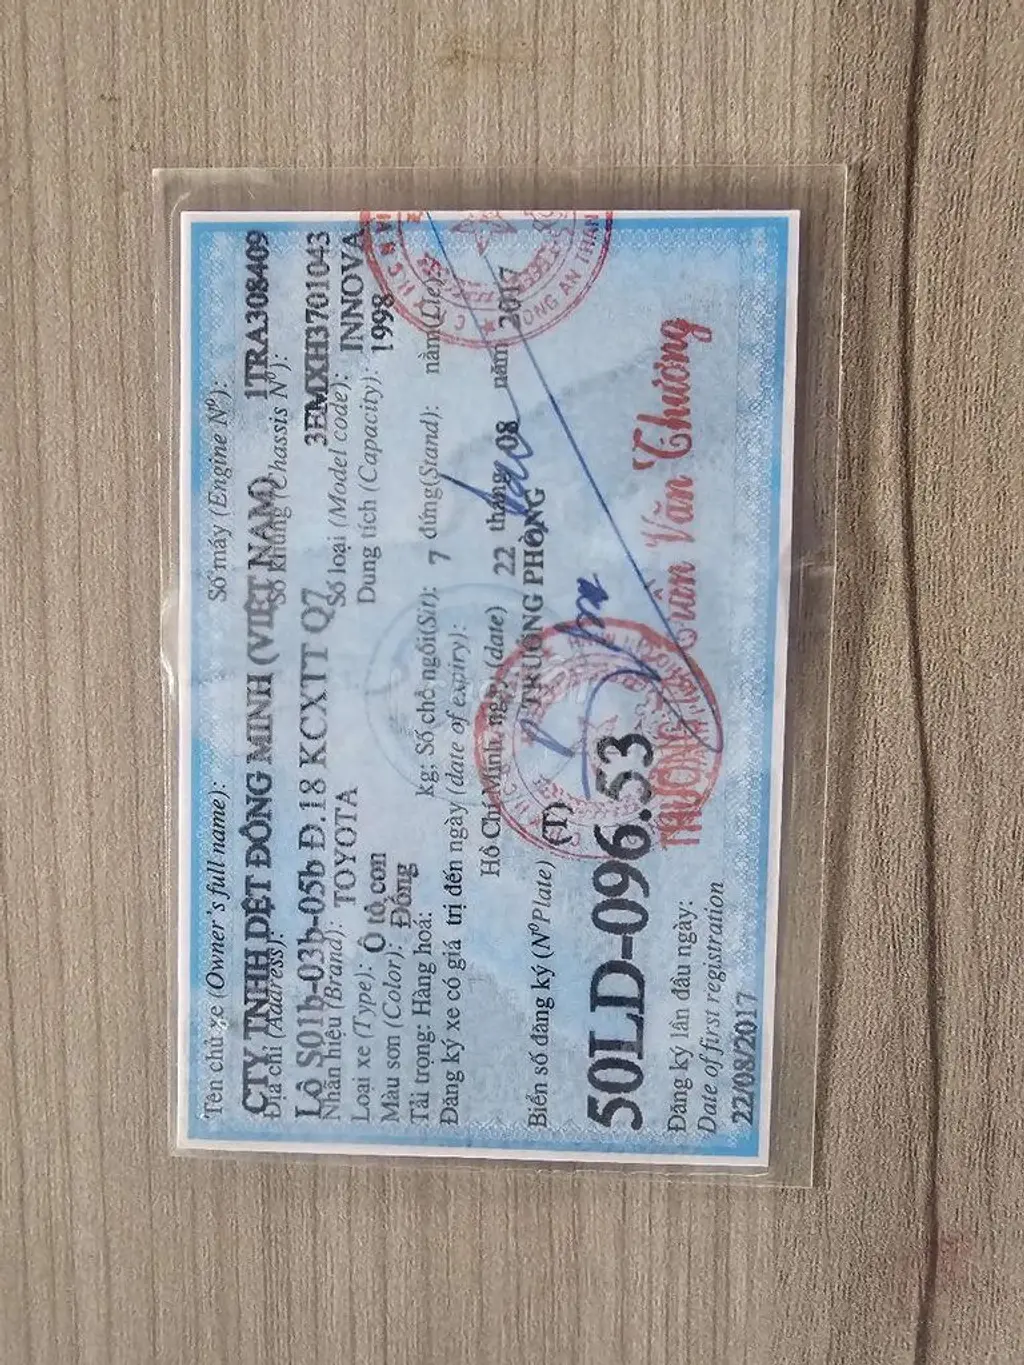 Tên chủ xe (Owner's full name): Số máy (Engine Nº): 1TRA308409
CTY TNHH DỆT ĐÔNG MINH (VIỆT NAM)
Địa chỉ (Address): Số khung (Chassis Nº): 3EMXH3701043
Lô S01b-03b-05b Đ.18 KCXTT Q7
Nhãn hiệu (Brand): TOYOTA Số loại (Model code): INNOVA
Loại xe (Type): Ô tô con Dung tích (Capacity): 1998
Màu sơn (Color): Đồng
Tải trọng: Hàng hoá: kg; Số chỗ ngồi(Sit): 7 đứng(Stand): nằm(Lie):
Đăng ký xe có giá trị đến ngày (date of expiry):
Hồ Chí Minh, ngày (date) 22 tháng 08 năm 2017
Biển số đăng ký (NºPlate) (T) TRƯỞNG PHÒNG
50LD-096.53
Đăng ký lần đầu ngày:
Date of first registration
22/08/2017
Văn Thương